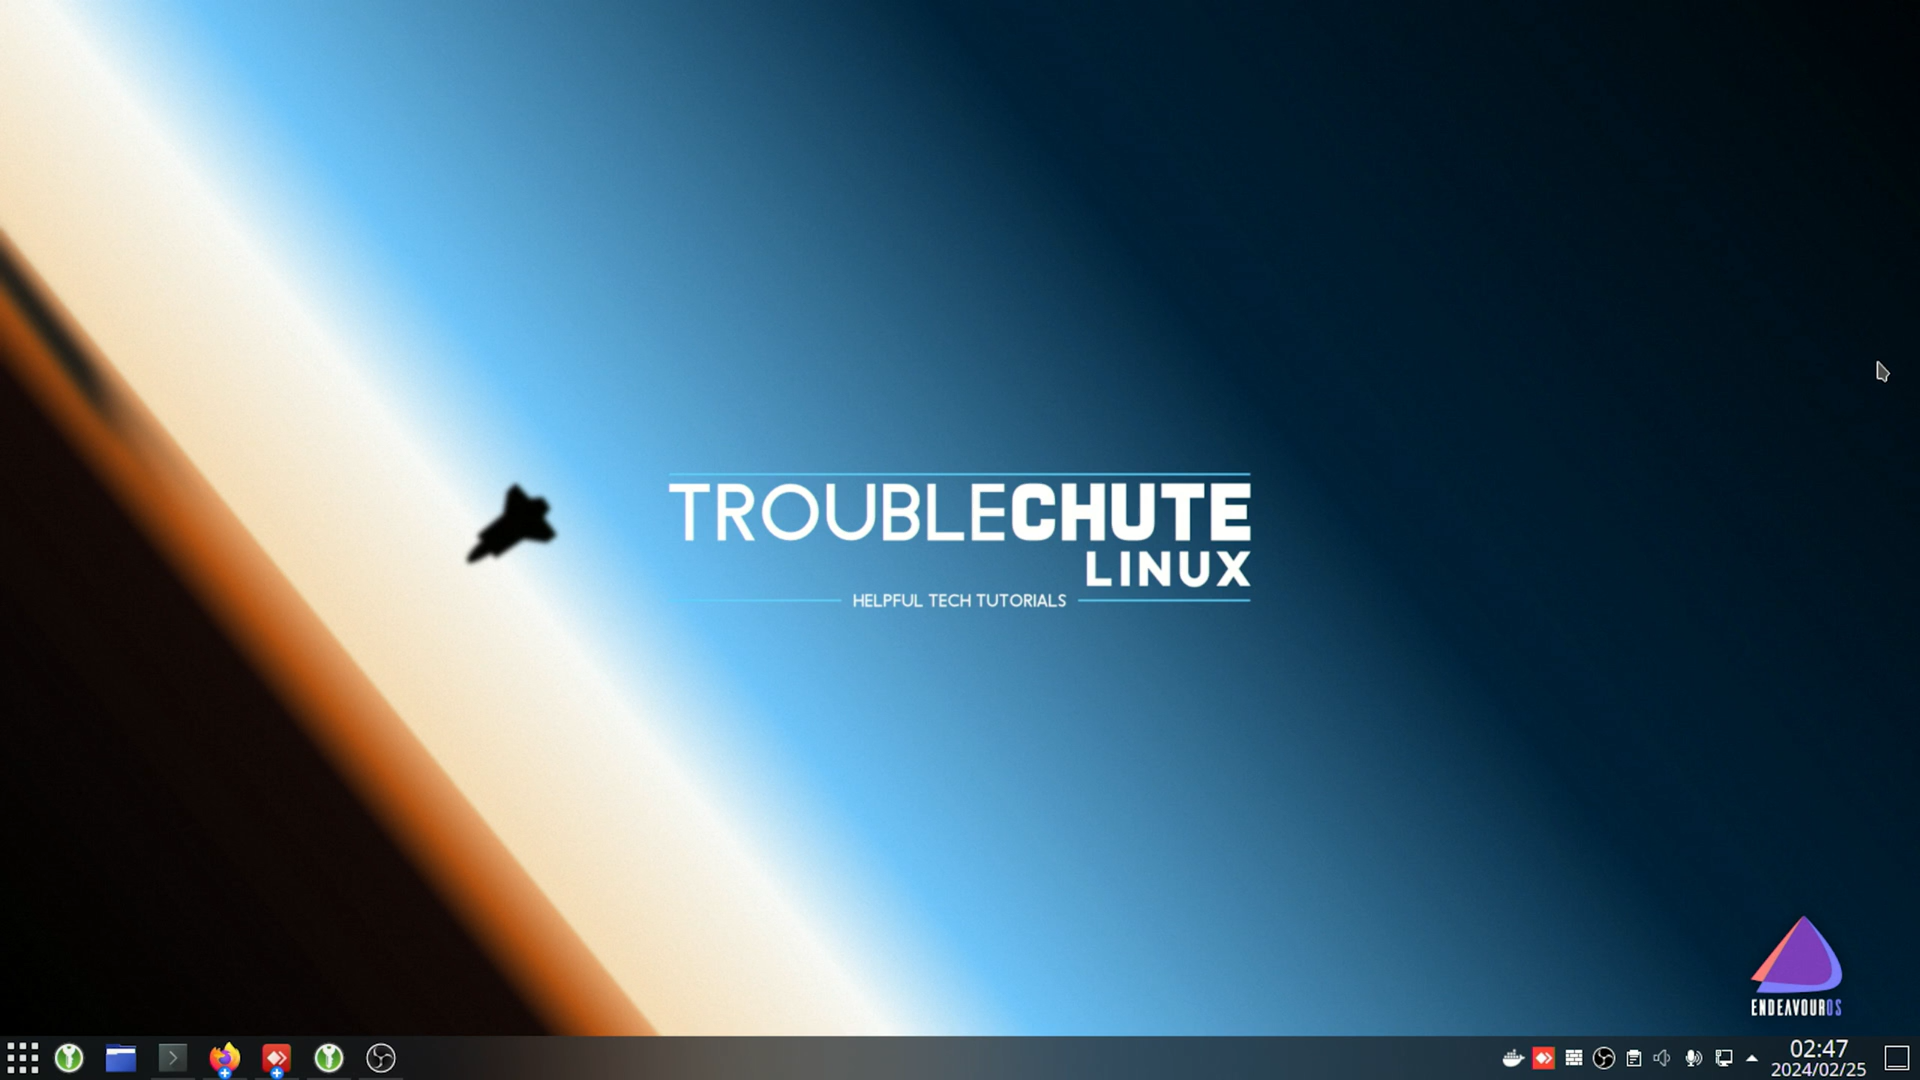 TROUBLECHUTE
LINUX
HELPFUL TECH TUTORIALS
ENDEAVOUROS
02:47
2024/02/25